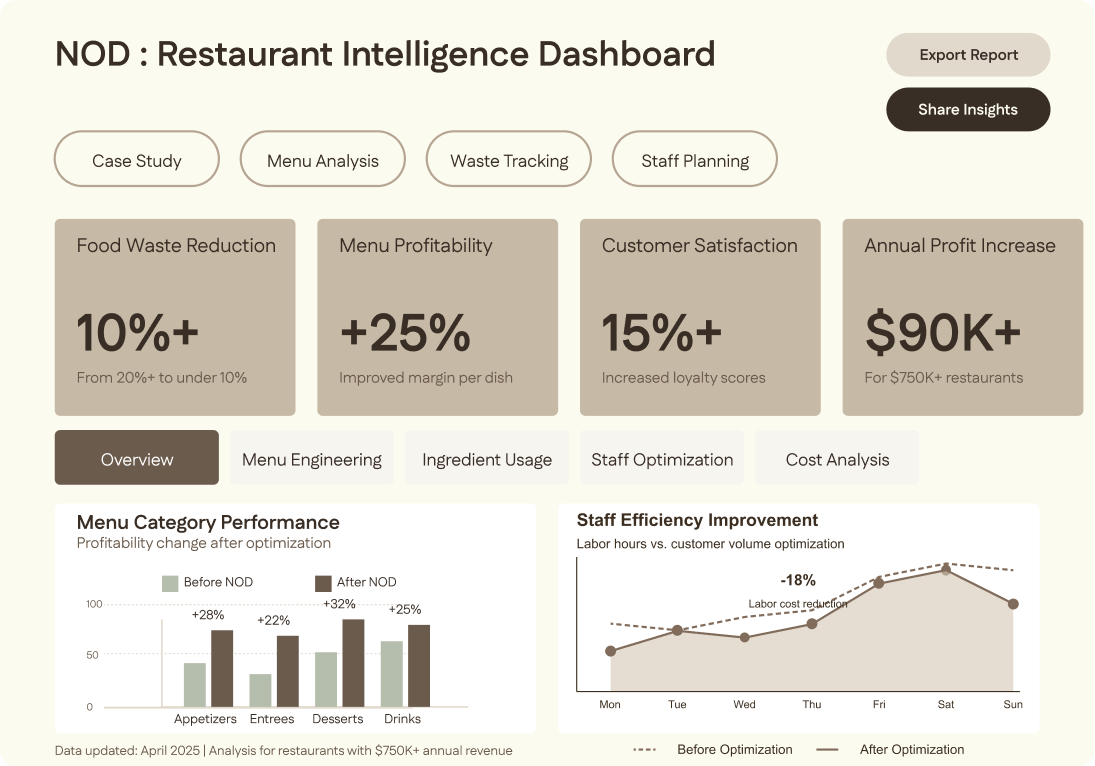 NOD : Restaurant Intelligence Dashboard
Export Report
Share Insights
Case Study
Menu Analysis
Waste Tracking
Staff Planning
Food Waste Reduction
10%+
From 20%+ to under 10%
Menu Profitability
+25%
Improved margin per dish
Customer Satisfaction
15%+
Increased loyalty scores
Annual Profit Increase
$90K+
For $750K+ restaurants
Overview
Menu Engineering
Ingredient Usage
Staff Optimization
Cost Analysis
Menu Category Performance
Profitability change after optimization
Before NOD
After NOD
100
50
0
+28%
+22%
+32%
+25%
Appetizers
Entrees
Desserts
Drinks
Staff Efficiency Improvement
Labor hours vs. customer volume optimization
-18%
Labor cost reduction
Mon
Tue
Wed
Thu
Fri
Sat
Sun
Before Optimization
After Optimization
Data updated: April 2025 | Analysis for restaurants with $750K+ annual revenue